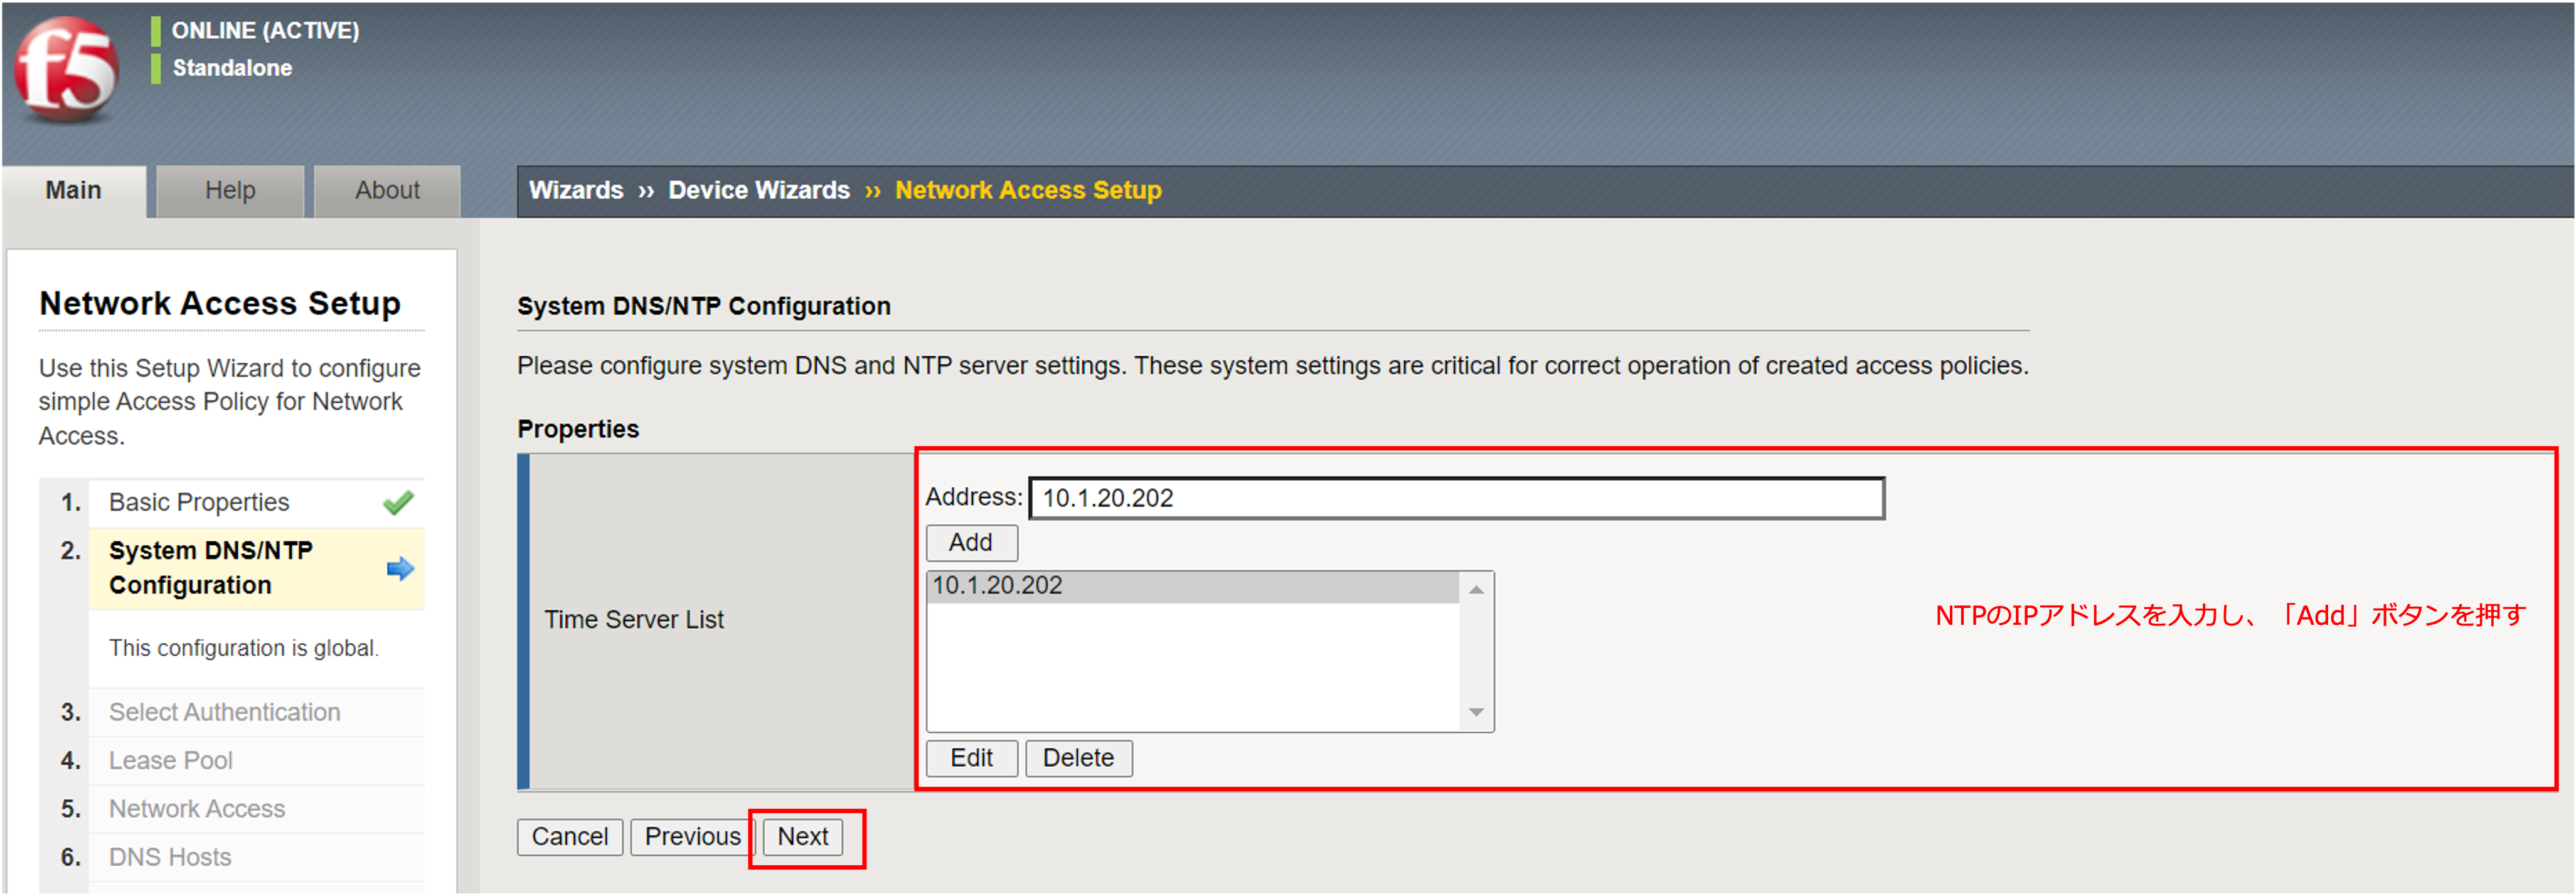 f5
ONLINE (ACTIVE)
Standalone
Main
Help
About
Wizards ›› Device Wizards ›› Network Access Setup
Network Access Setup
Use this Setup Wizard to configure
simple Access Policy for Network
Access.
1. Basic Properties
2. System DNS/NTP
Configuration
This configuration is global.
3. Select Authentication
4. Lease Pool
5. Network Access
6. DNS Hosts
System DNS/NTP Configuration
Please configure system DNS and NTP server settings. These system settings are critical for correct operation of created access policies.
Properties
Time Server List
Address: 10.1.20.202
Add
10.1.20.202
Edit Delete
NTPのIPアドレスを入力し、「Add」ボタンを押す
Cancel Previous Next